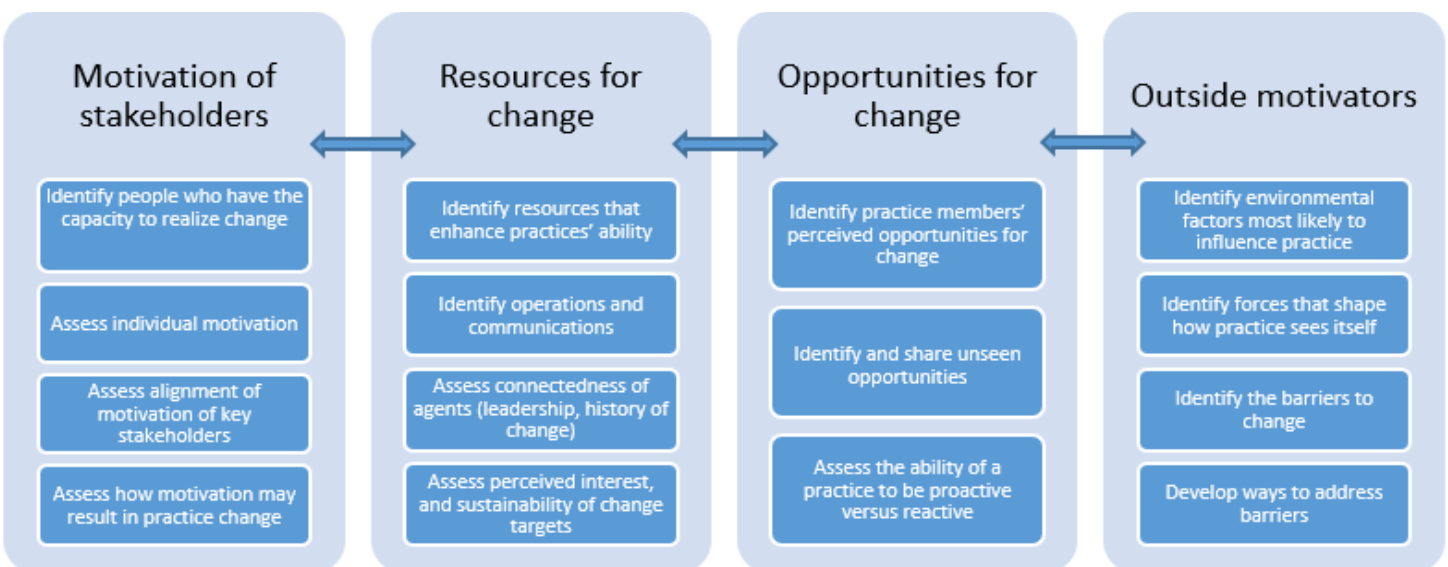 Motivation of
stakeholders
Identify people who have the
capacity to realize change
Assess individual motivation
Assess alignment of
motivation of key
stakeholders
Assess how motivation may
result in practice change
Resources for
change
Identify resources that
enhance practices’ ability
Identify operations and
communications
Assess connectedness of
agents (leadership, history of
change)
Assess perceived interest,
and sustainability of change
targets
Opportunities for
change
Identify practice members’
perceived opportunities for
change
Identify and share unseen
opportunities
Assess the ability of a
practice to be proactive
versus reactive
Outside motivators
Identify environmental
factors most likely to
influence practice
Identify forces that shape
how practice sees itself
Identify the barriers to
change
Develop ways to address
barriers